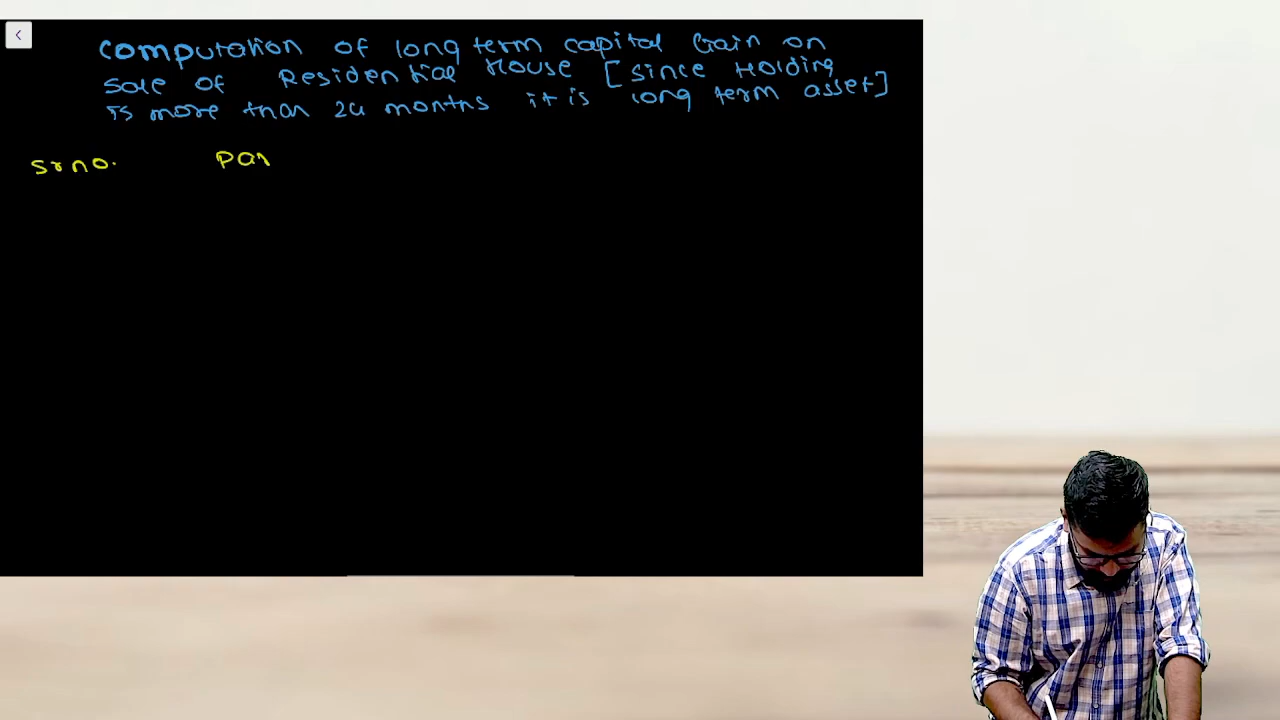 computation of long term capital Gain on
sale of Residential House [since Holding
is more than 24 months it is long term asset]
Sr no. Par